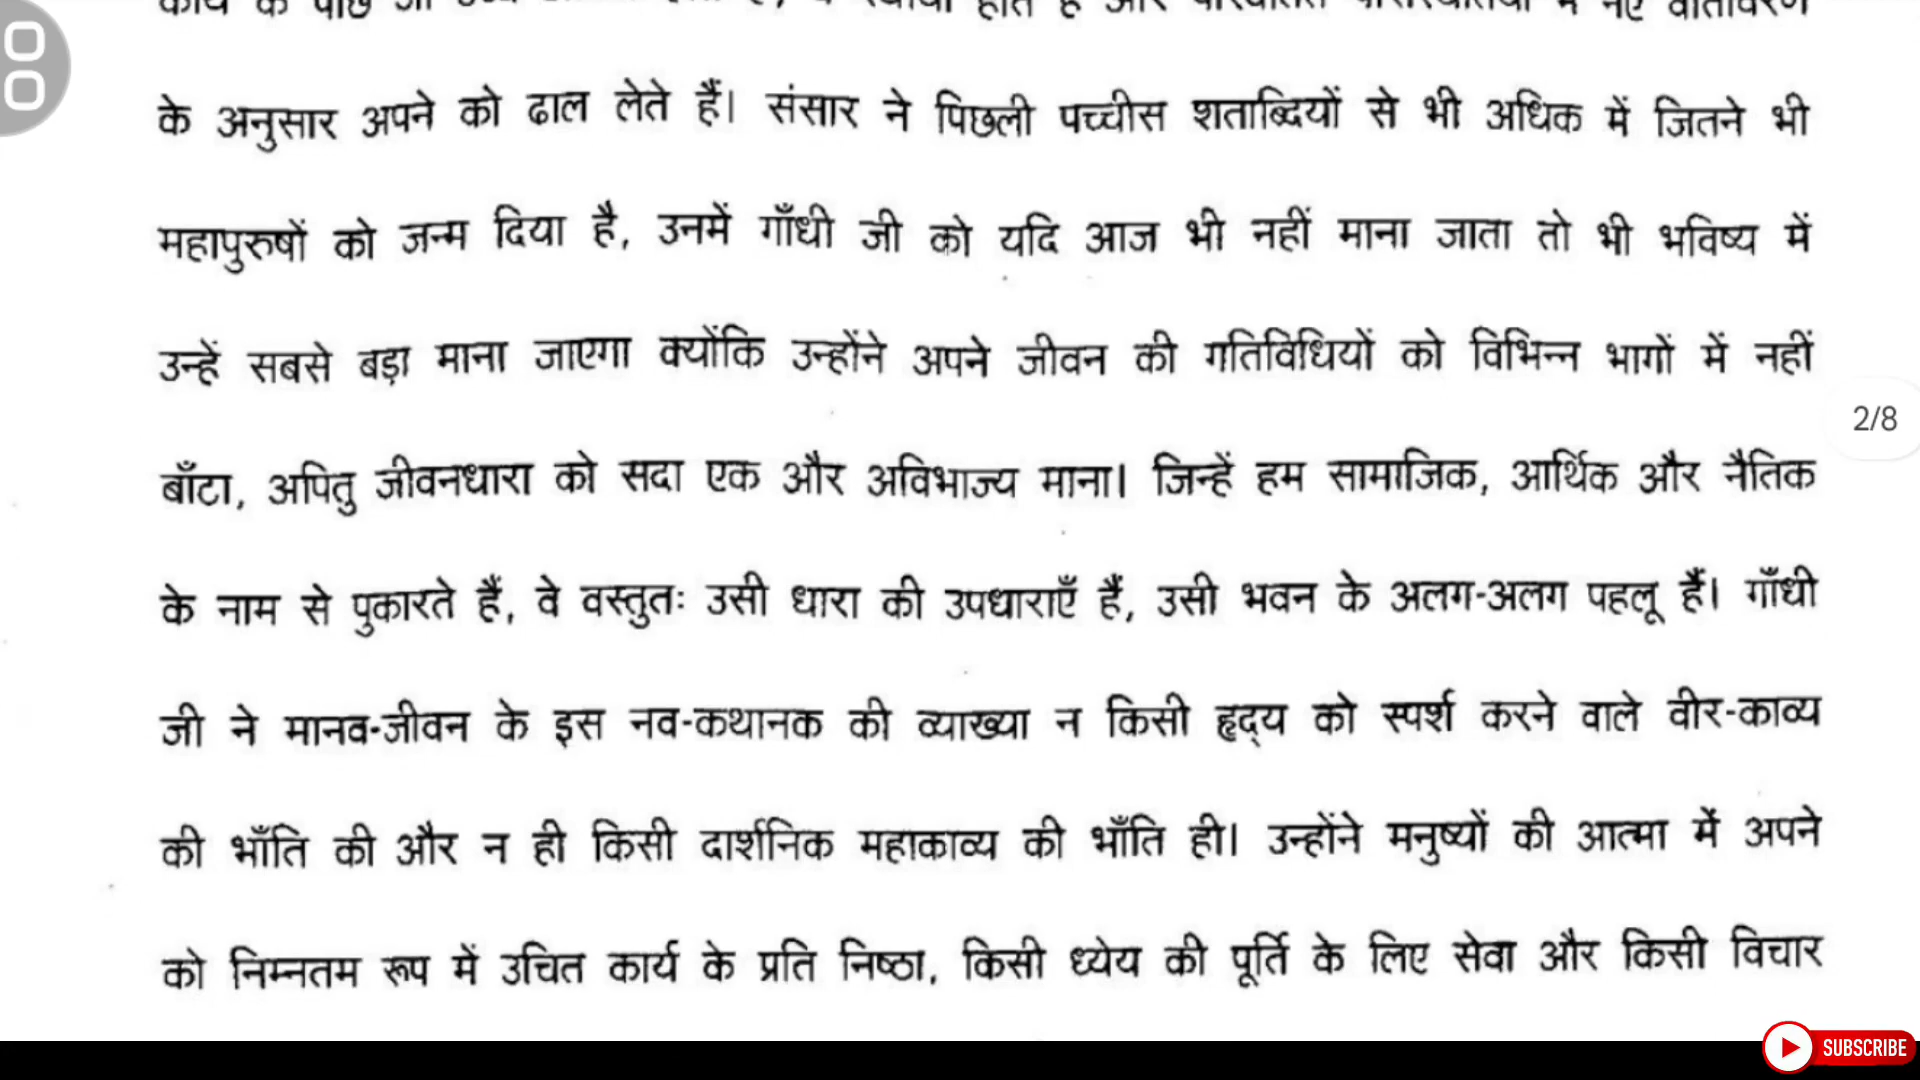 के अनुसार अपने को ढाल लेते हैं। संसार ने पिछली पच्चीस शताब्दियों से भी अधिक में जितने भी
महापुरुषों को जन्म दिया है, उनमें गाँधी जी को यदि आज भी नहीं माना जाता तो भी भविष्य में
उन्हें सबसे बड़ा माना जाएगा क्योंकि उन्होंने अपने जीवन की गतिविधियों को विभिन्न भागों में नहीं
2/8
बाँटा, अपितु जीवनधारा को सदा एक और अविभाज्य माना। जिन्हें हम सामाजिक, आर्थिक और नैतिक
के नाम से पुकारते हैं, वे वस्तुतः उसी धारा की उपधाराएँ हैं, उसी भवन के अलग-अलग पहलू हैं। गाँधी
जी ने मानव-जीवन के इस नव-कथानक की व्याख्या न किसी हृद्य को स्पर्श करने वाले वीर-काव्य
की भाँति की और न ही किसी दार्शनिक महाकाव्य की भाँति ही। उन्होंने मनुष्यों की आत्मा में अपने
को निम्नतम रूप में उचित कार्य के प्रति निष्ठा, किसी ध्येय की पूर्ति के लिए सेवा और किसी विचार
SUBSCRIBE